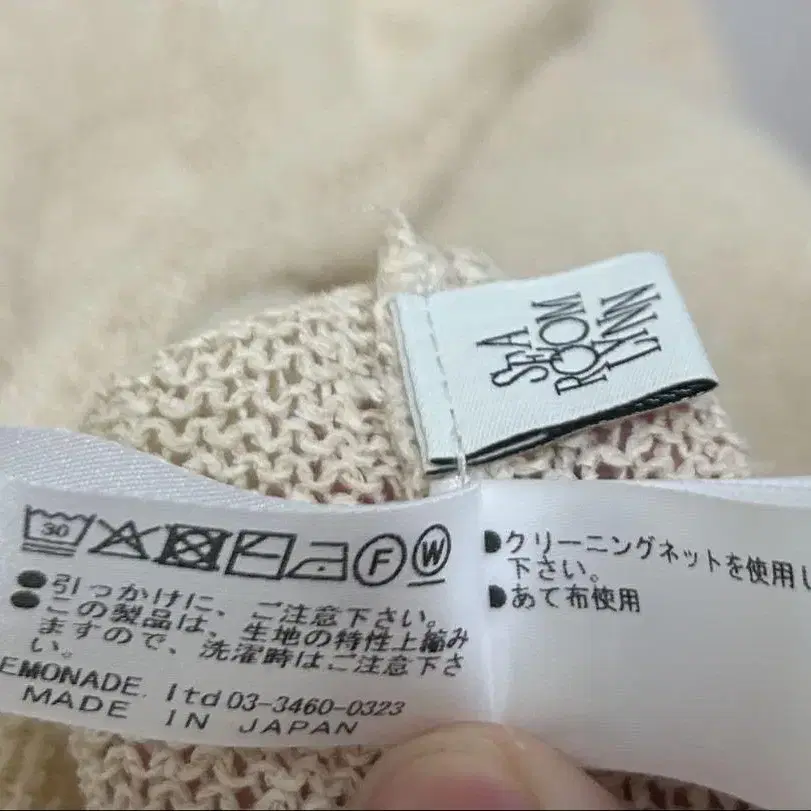 SEA
ROOM
LYNN
30
F
W
●引っかけに、ご注意下さい。
●この製品は、生地の特性上縮み
ますので、洗濯時はご注意下さ
い。
EMONADE. ltd 03-3460-0323
MADE IN JAPAN
●クリーニングネットを使用し
下さい。
●あて布使用